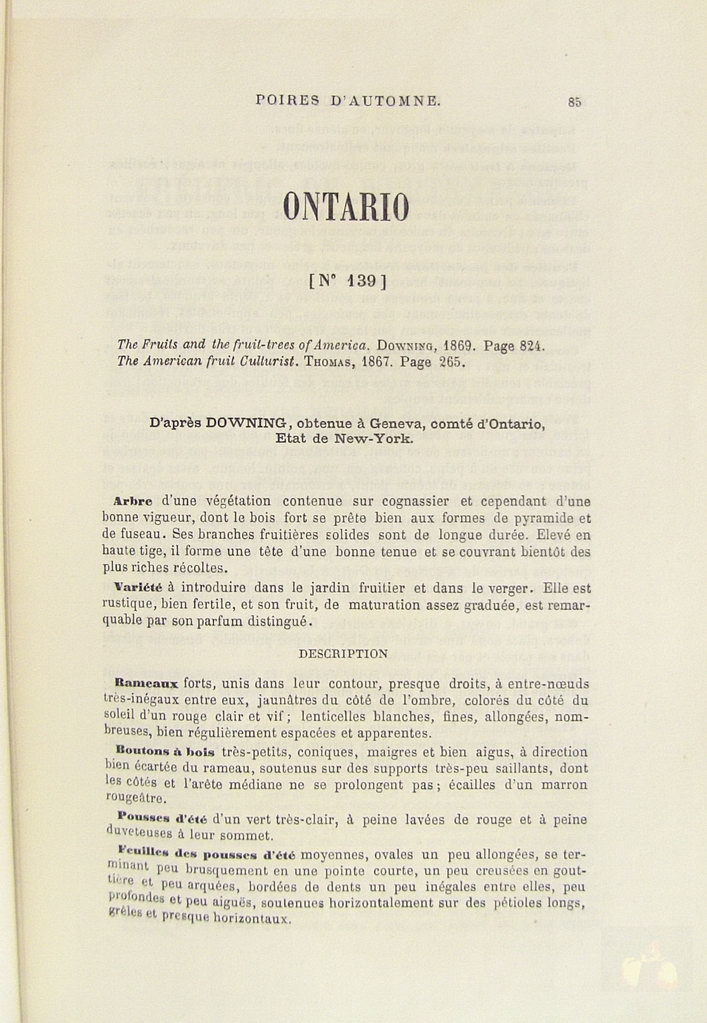 POIRES D'AUTOMNE. 85
ONTARIO
[N° 139]
The Fruits and the fruit-trees of America. DOWNING, 1869. Page 824.
The American fruit Culturist. THOMAS, 1867. Page 265.
D'après DOWNING, obtenue à Geneva, comté d'Ontario,
Etat de New-York.
Arbre d'une végétation contenue sur cognassier et cependant d'une
bonne vigueur, dont le bois fort se prête bien aux formes de pyramide et
de fuseau. Ses branches fruitières solides sont de longue durée. Elevé en
haute tige, il forme une tête d'une bonne tenue et se couvrant bientôt des
plus riches récoltes.
Variété à introduire dans le jardin fruitier et dans le verger. Elle est
rustique, bien fertile, et son fruit, de maturation assez graduée, est remar-
quable par son parfum distingué.
DESCRIPTION
Rameaux forts, unis dans leur contour, presque droits, à entre-nœuds
très-inégaux entre eux, jaunâtres du côté de l'ombre, colorés du côté du
soleil d'un rouge clair et vif; lenticelles blanches, fines, allongées, nom-
breuses, bien régulièrement espacées et apparentes.
Boutons à bois très-petits, coniques, maigres et bien aigus, à direction
bien écartée du rameau, soutenus sur des supports très-peu saillants, dont
les côtés et l'arête médiane ne se prolongent pas; écailles d'un marron
rougeâtre.
Pousses d'été d'un vert très-clair, à peine lavées de rouge et à peine
duveteuses à leur sommet.
Feuilles des pousses d'été moyennes, ovales un peu allongées, se ter-
minant peu brusquement en une pointe courte, un peu creusées en gout-
tière et peu arquées, bordées de dents un peu inégales entre elles, peu
profondes et peu aiguës, soutenues horizontalement sur des pétioles longs,
grêles et presque horizontaux.